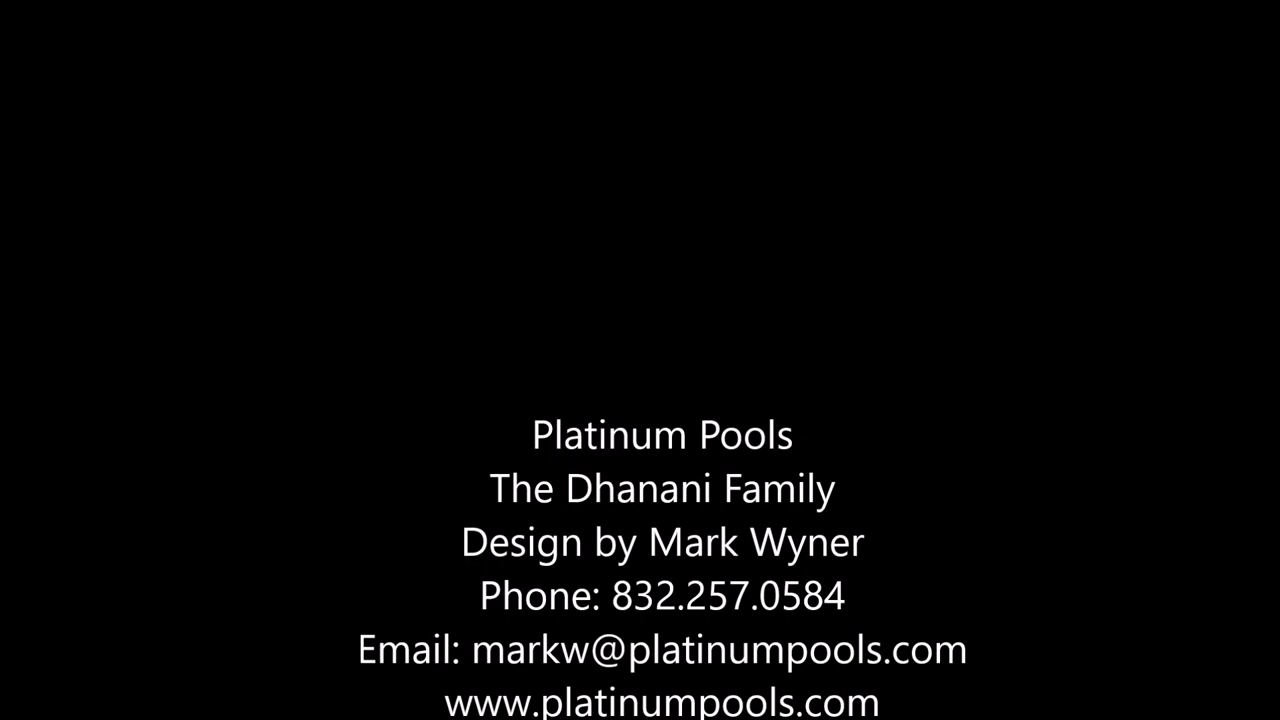 Platinum Pools
The Dhanani Family
Design by Mark Wyner
Phone: 832.257.0584
Email: markw@platinumpools.com
www.platinumpools.com